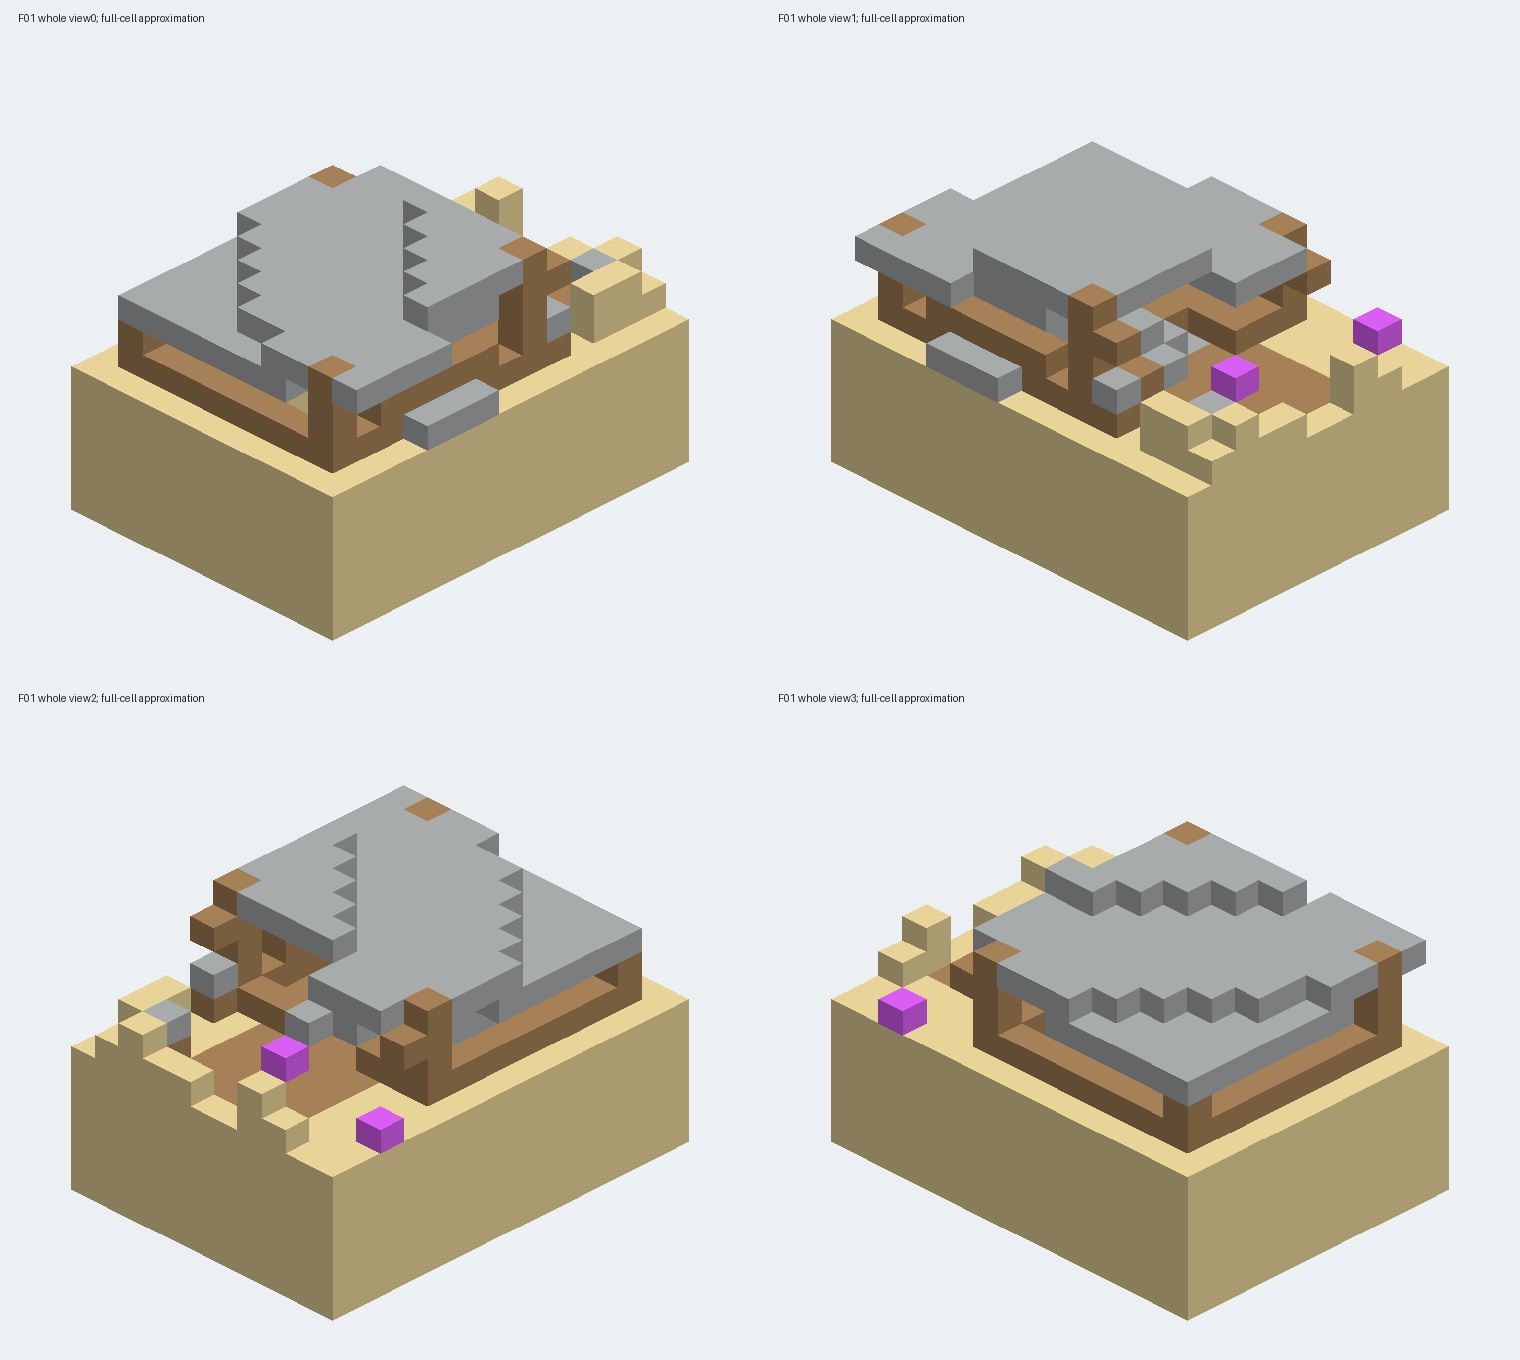 F01 whole view0; full-cell approximation
F01 whole view1; full-cell approximation
F01 whole view2; full-cell approximation
F01 whole view3; full-cell approximation